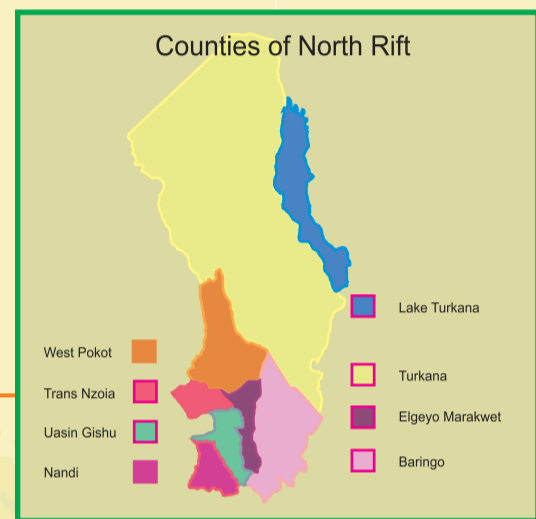 Counties of North Rift
West Pokot
Trans Nzoia
Uasin Gishu
Nandi
Lake Turkana
Turkana
Elgeyo Marakwet
Baringo